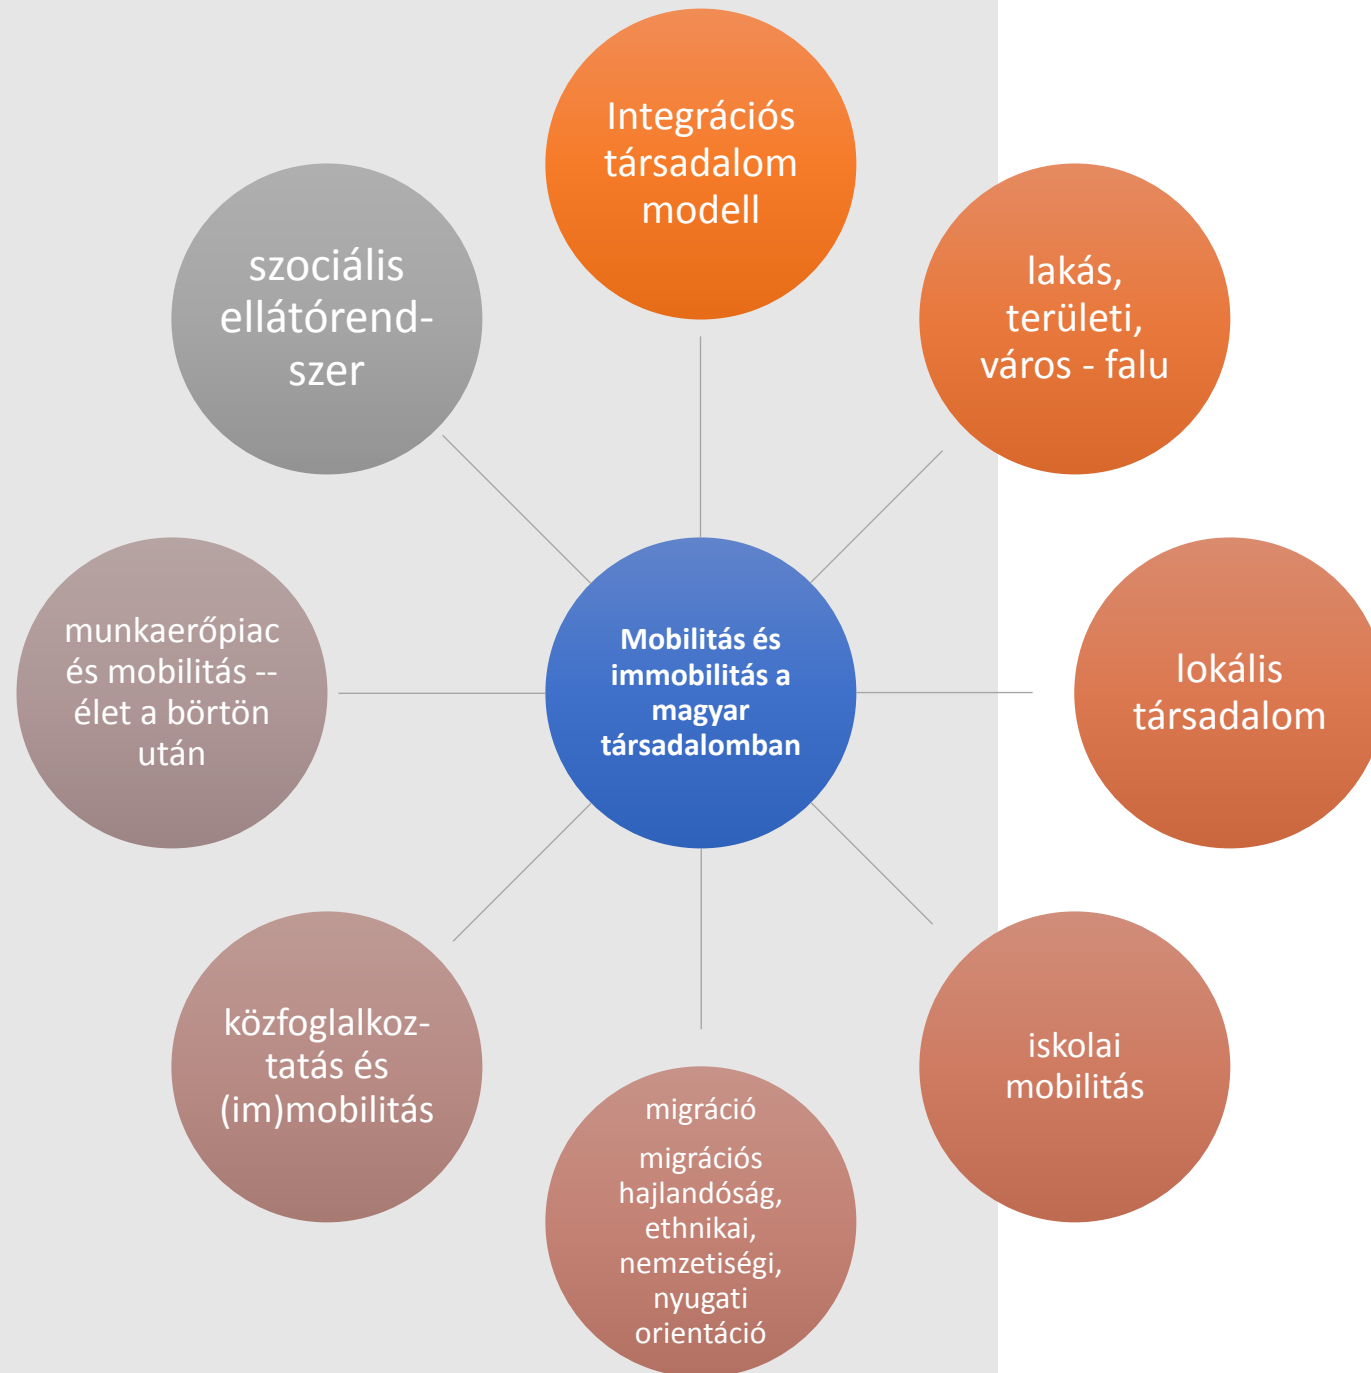 Integrációs
társadalom
modell
lakás,
területi,
város - falu
lokális
társadalom
iskolai
mobilitás
migráció
migrációs
hajlandóság,
ethnikai,
nemzetiségi,
nyugati
orientáció
közfoglalkoz-
tatás és
(im)mobilitás
munkaerőpiac
és mobilitás --
élet a börtön
után
szociális
ellátórend-
szer
Mobilitás és
immobilitás a
magyar
társadalomban